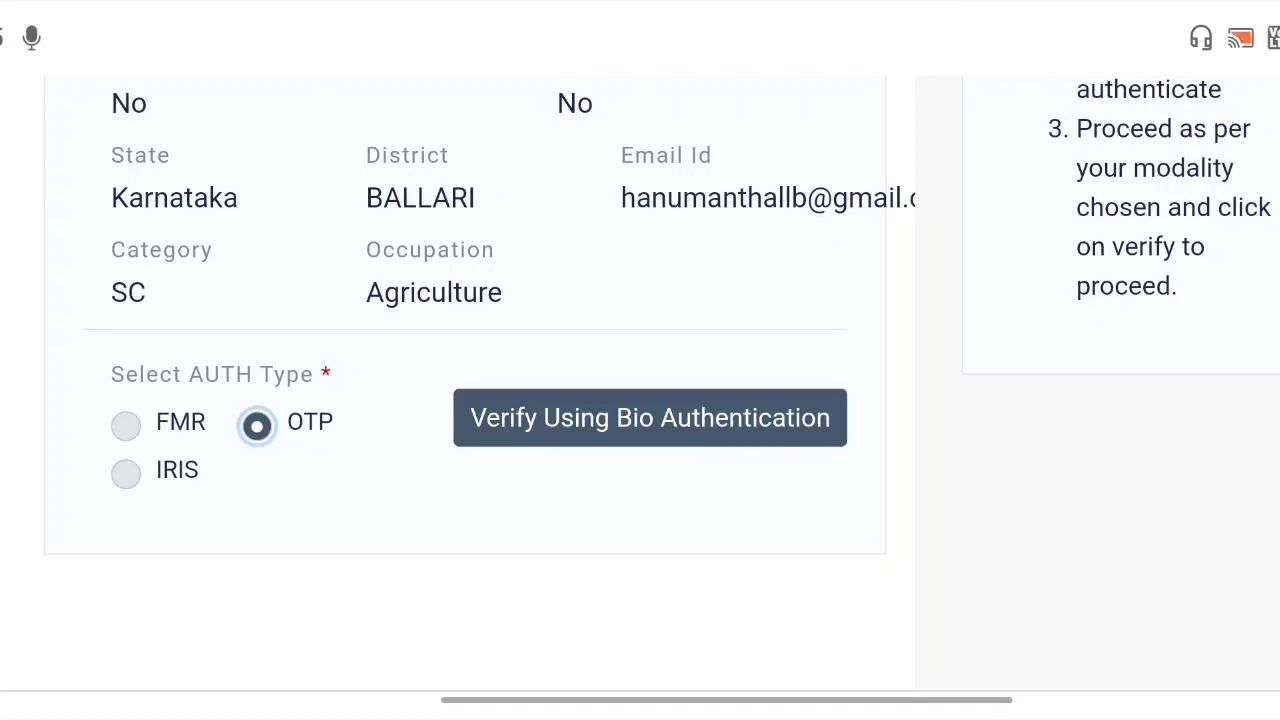 No No
State District Email Id
Karnataka BALLARI hanumanthallb@gmail.
Category Occupation
SC Agriculture
Select AUTH Type *
FMR OTP
IRIS
Verify Using Bio Authentication
authenticate
3. Proceed as per
your modality
chosen and click
on verify to
proceed.